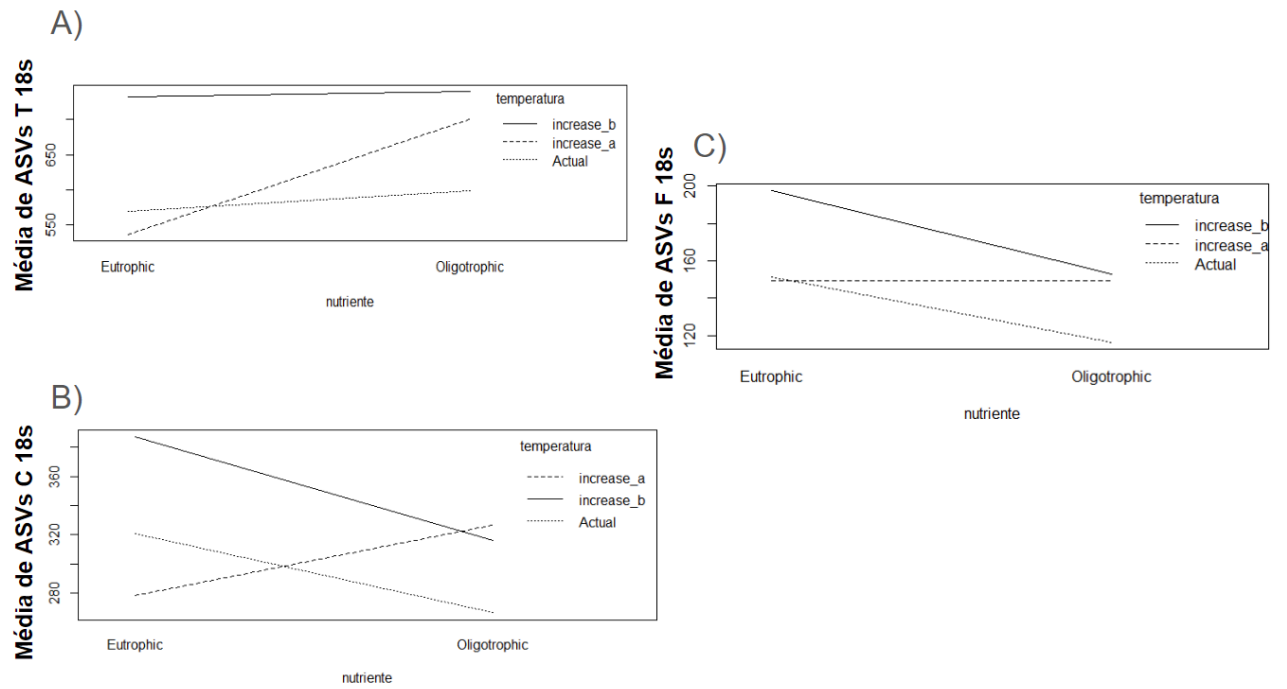 A)
Média de ASVs T 18s
650
550
temperatura
increase_b
increase_a
Actual
Eutrophic
Oligotrophic
nutriente
B)
Média de ASVs C 18s
360
320
280
temperatura
increase_a
increase_b
Actual
Eutrophic
Oligotrophic
nutriente
C)
Média de ASVs F 18s
200
160
120
temperatura
increase_b
increase_a
Actual
Eutrophic
Oligotrophic
nutriente